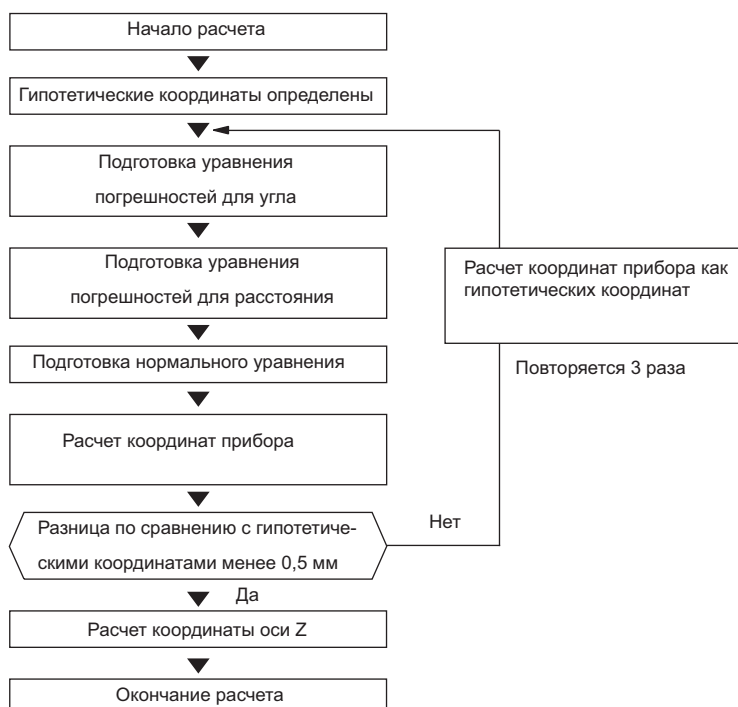 Начало расчета
Гипотетические координаты определены
Подготовка уравнения
погрешностей для угла
Подготовка уравнения
погрешностей для расстояния
Расчет координат прибора как
гипотетических координат
Подготовка нормального уравнения
Повторяется 3 раза
Расчет координат прибора
Разница по сравнению с гипотетиче-
скими координатами менее 0,5 мм
Нет
Да
Расчет координаты оси Z
Окончание расчета